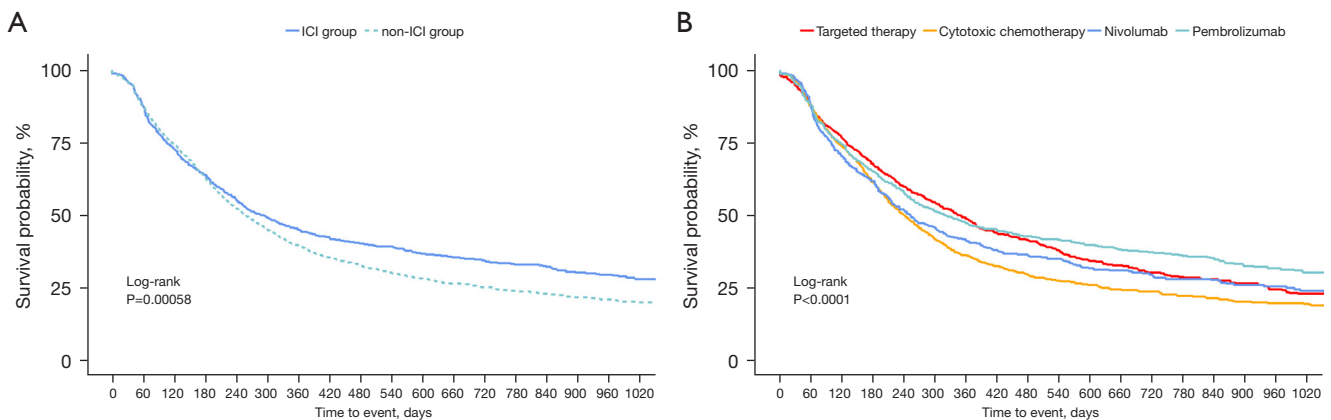 A
ICI group non-ICI group
Survival probability, %
100
75
50
25
0
Log-rank
P=0.00058
0 60 120 180 240 300 360 420 480 540 600 660 720 780 840 900 960 1020
Time to event, days
B
Targeted therapy Cytotoxic chemotherapy Nivolumab Pembrolizumab
Survival probability, %
100
75
50
25
0
Log-rank
P<0.0001
0 60 120 180 240 300 360 420 480 540 600 660 720 780 840 900 960 1020
Time to event, days